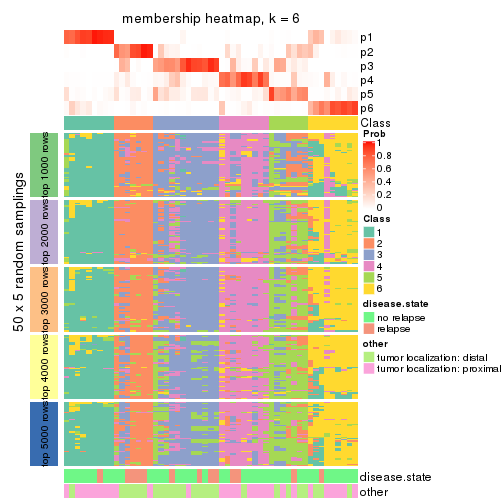 membership heatmap, k = 6
p1
p2
p3
p4
p5
p6
Class
50 x 5 random samplings
top 1000 rows
top 2000 rows
top 3000 rows
top 4000 rows
top 5000 rows
disease.state
other
Prob
1
0.8
0.6
0.4
0.2
0
Class
1
2
3
4
5
6
disease.state
no relapse
relapse
other
tumor localization: distal
tumor localization: proximal